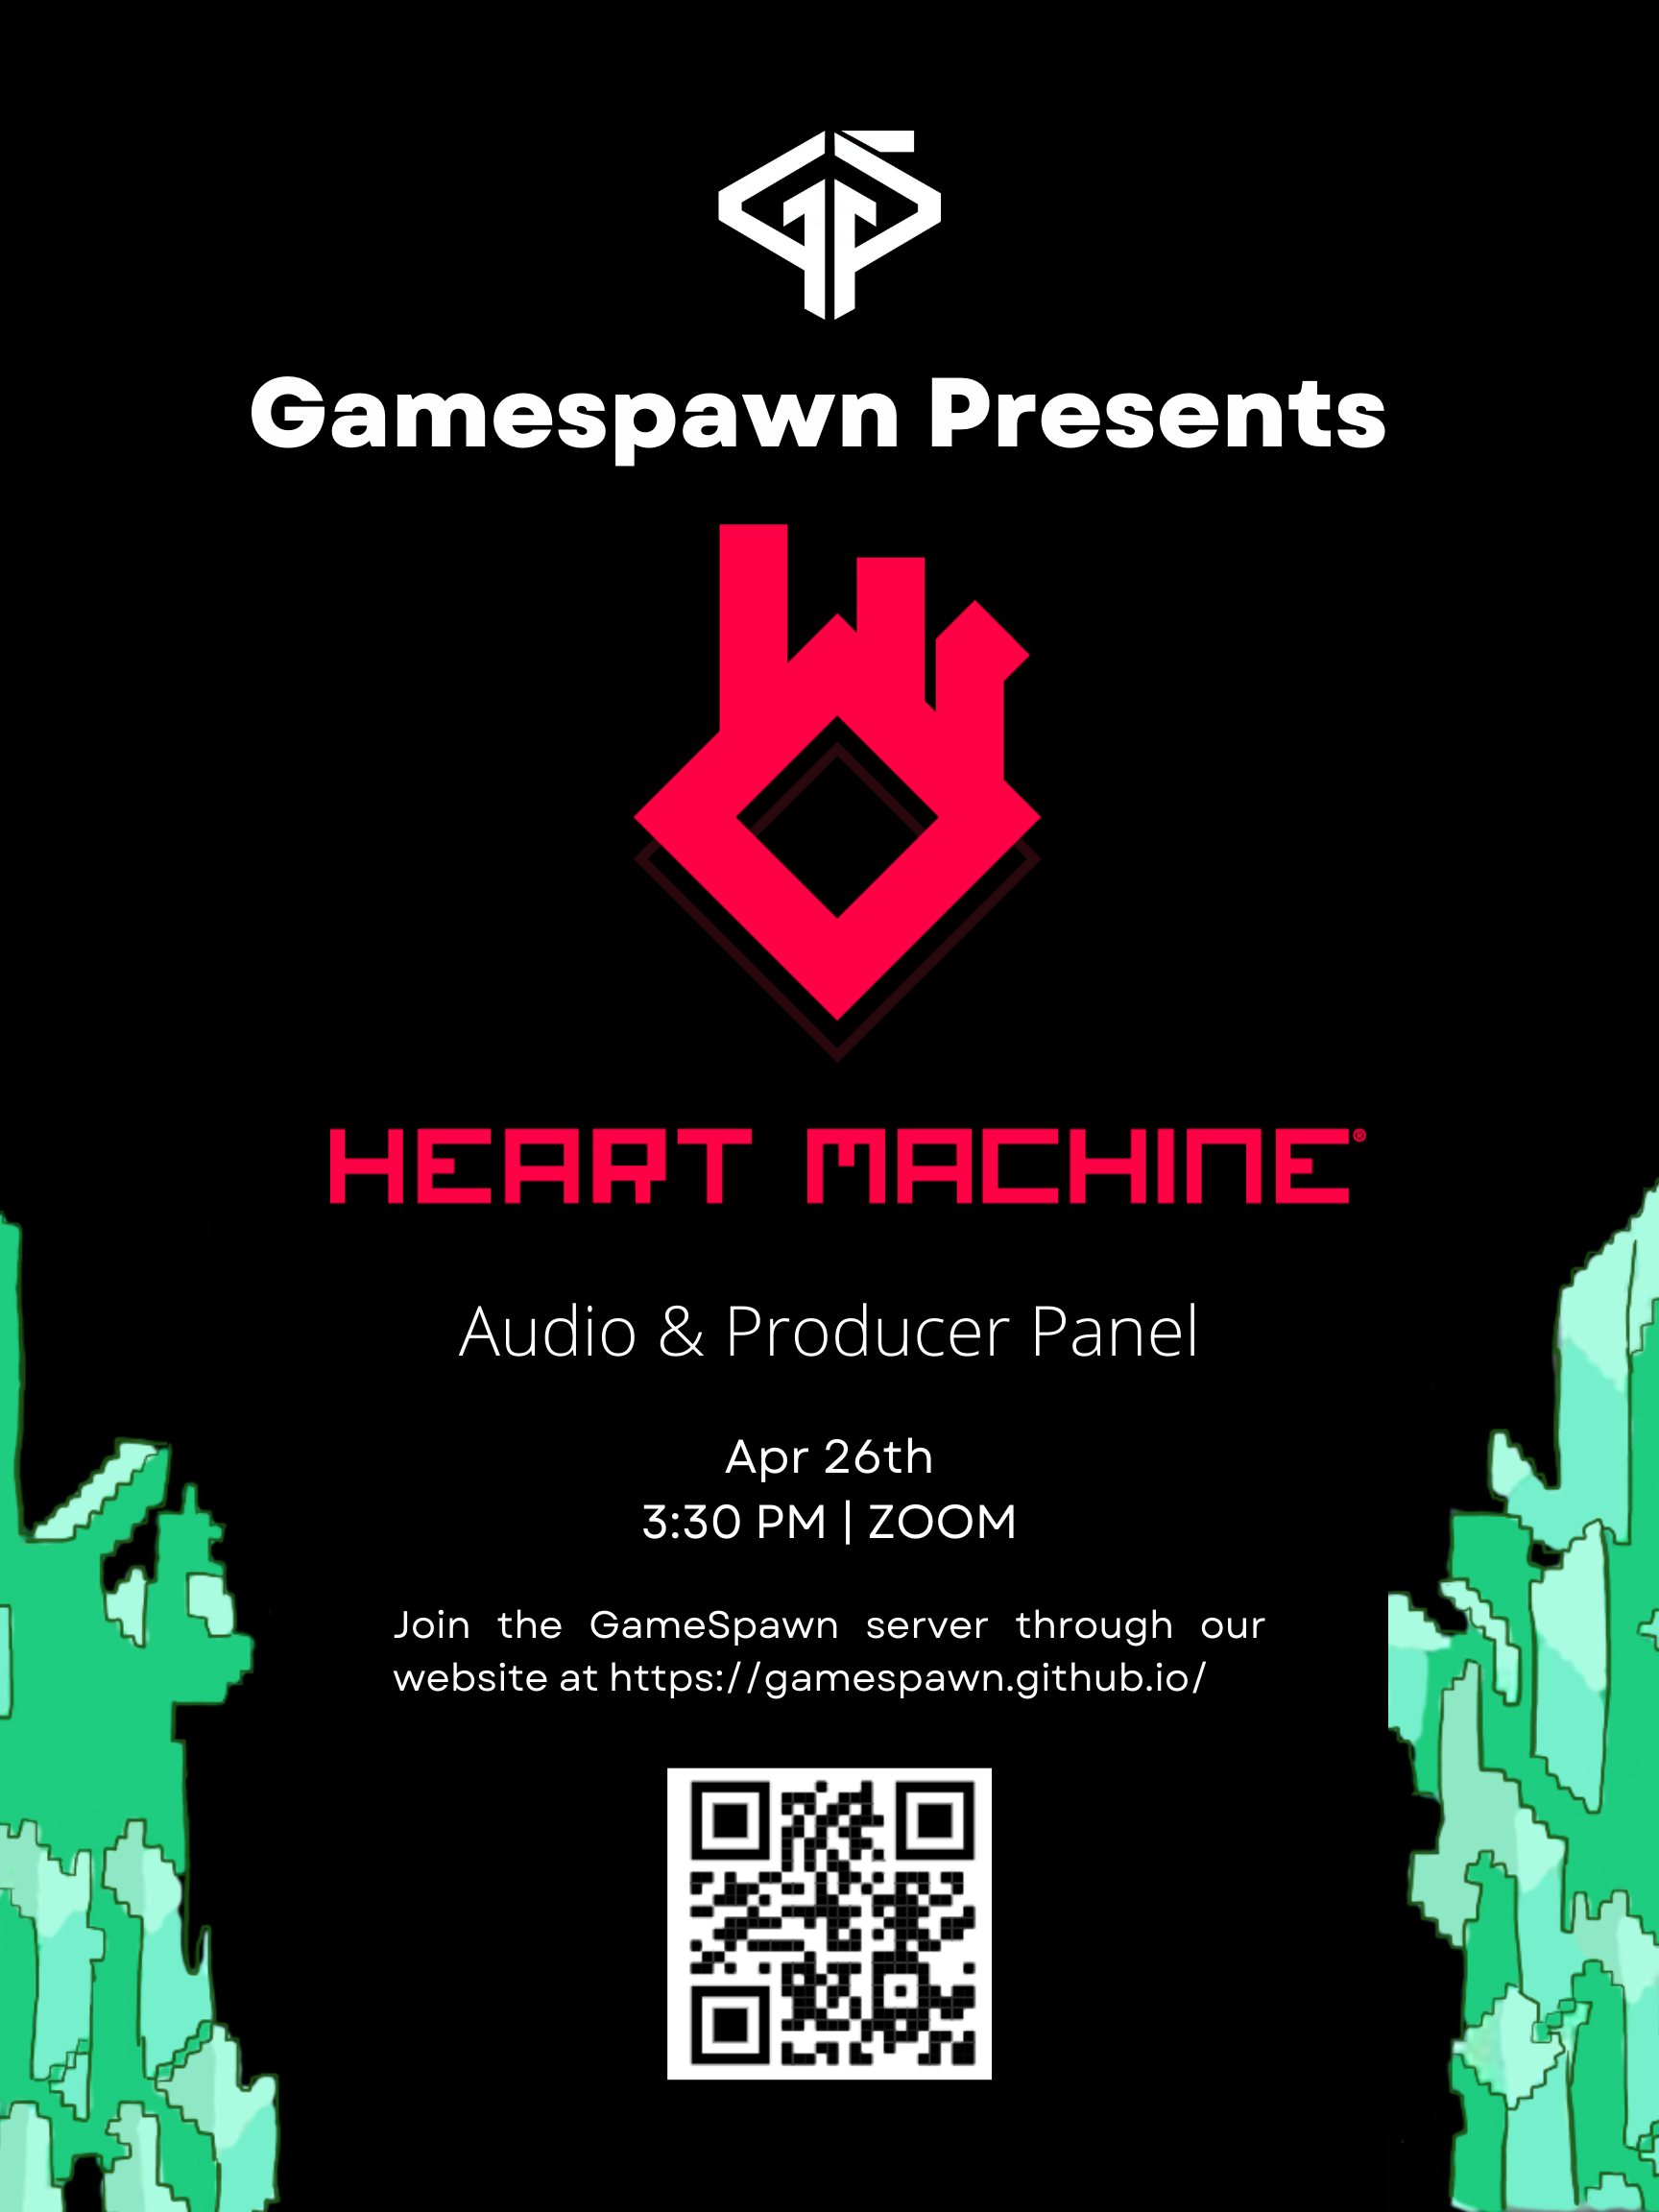 Gamespawn Presents
HEART MACHINE®
Audio & Producer Panel
Apr 26th
3:30 PM | ZOOM
Join the GameSpawn server through our
website at https://gamespawn.github.io/